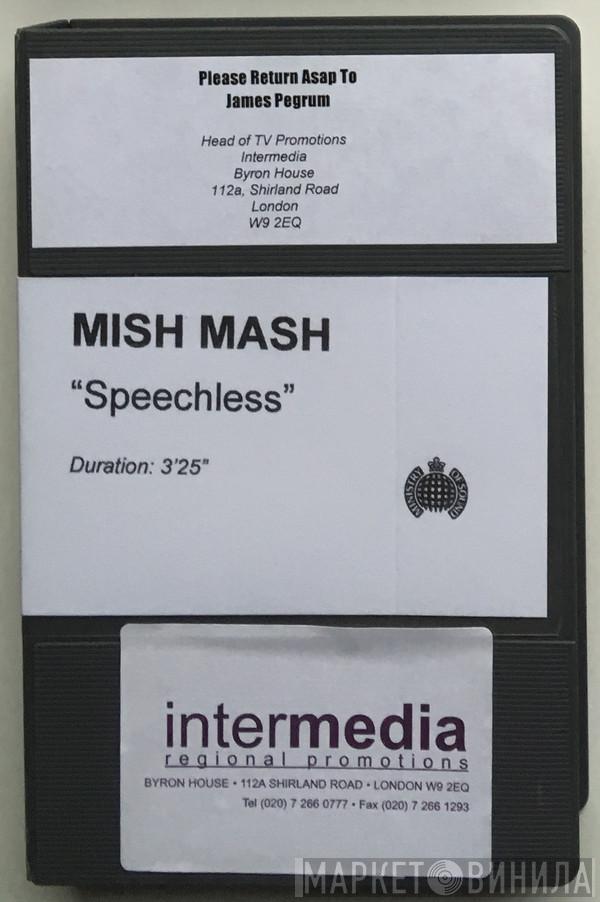 Please Return Asap To
James Pegrum
Head of TV Promotions
Intermedia
Byron House
112a, Shirland Road
London
W9 2EQ
MISH MASH
“Speechless”
Duration: 3’25”
MINISTRY OF SOUND
intermedia
regional promotions
BYRON HOUSE • 112A SHIRLAND ROAD • LONDON W9 2EQ
Tel (020) 7 266 0777 • Fax (020) 7 266 1293
МАРКЕТ ВИНИЛА